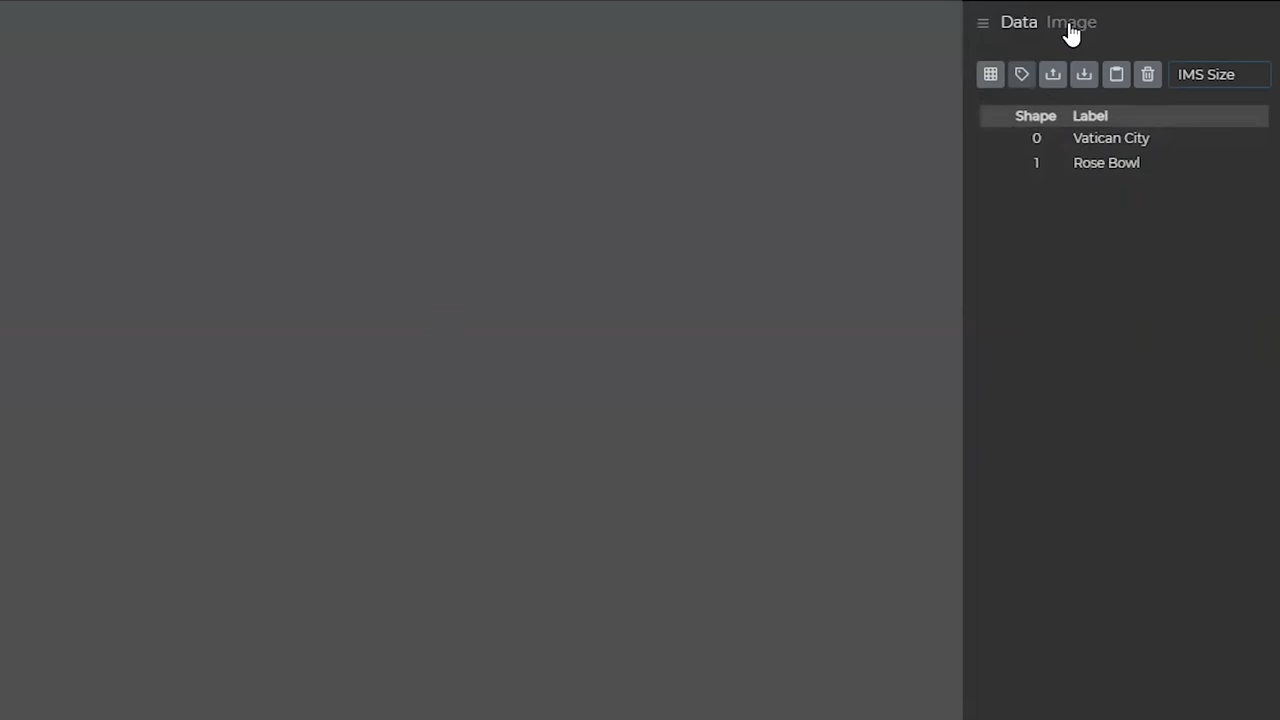 Data Image
IMS Size
Shape Label
0 Vatican City
1 Rose Bowl